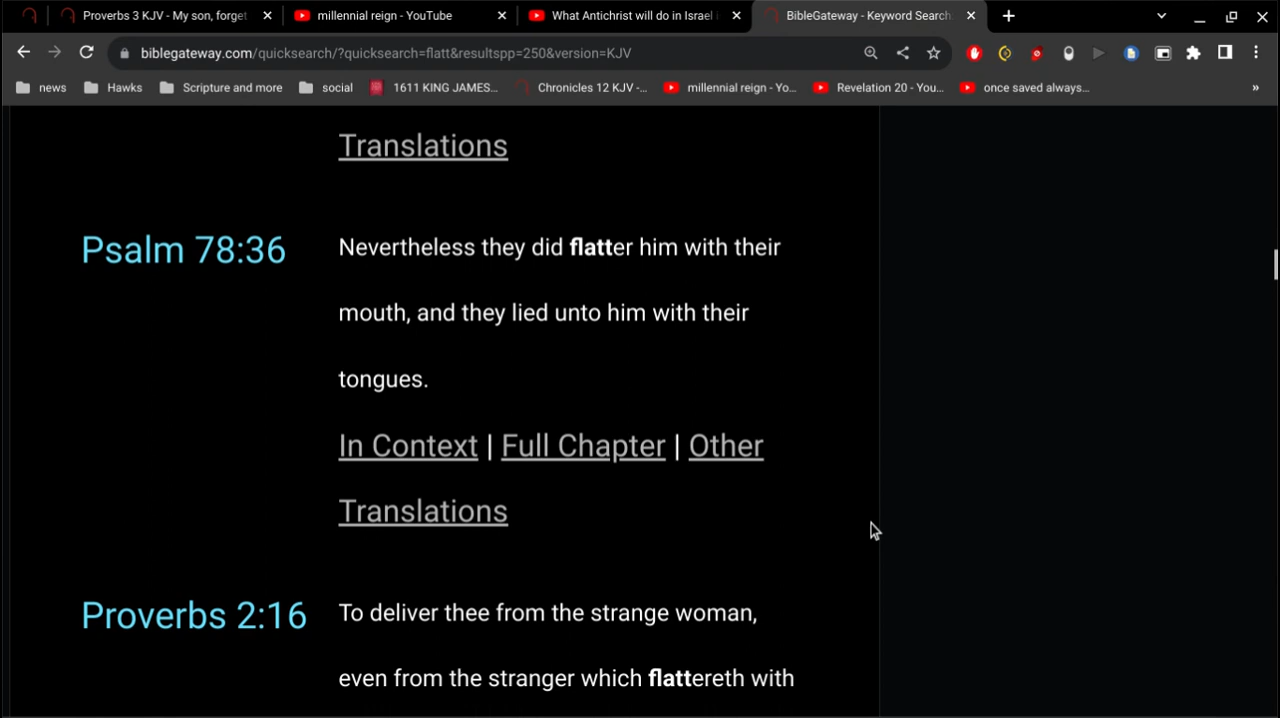 Proverbs 3 KJV - My son, forget
millennial reign - YouTube
What Antichrist will do in Israel i
BibleGateway - Keyword Search:
biblegateway.com/quicksearch/?quicksearch=flatt&resultspp=250&version=KJV
news
Hawks
Scripture and more
social
1611 KING JAMES...
Chronicles 12 KJV -...
millennial reign - Yo...
Revelation 20 - You...
once saved always...
»
Translations
Psalm 78:36
Nevertheless they did flatter him with their
mouth, and they lied unto him with their
tongues.
In Context | Full Chapter | Other
Translations
Proverbs 2:16
To deliver thee from the strange woman,
even from the stranger which flattereth with